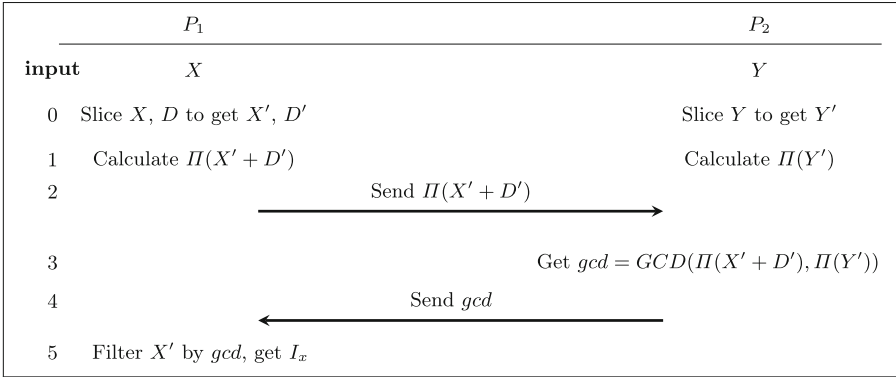 P₁ P₂
input X Y
0 Slice X, D to get X′, D′ Slice Y to get Y′
1 Calculate Π(X′ + D′) Calculate Π(Y′)
2 Send Π(X′ + D′)
3 Get gcd = GCD(Π(X′ + D′), Π(Y′))
4 Send gcd
5 Filter X′ by gcd, get Iₓ